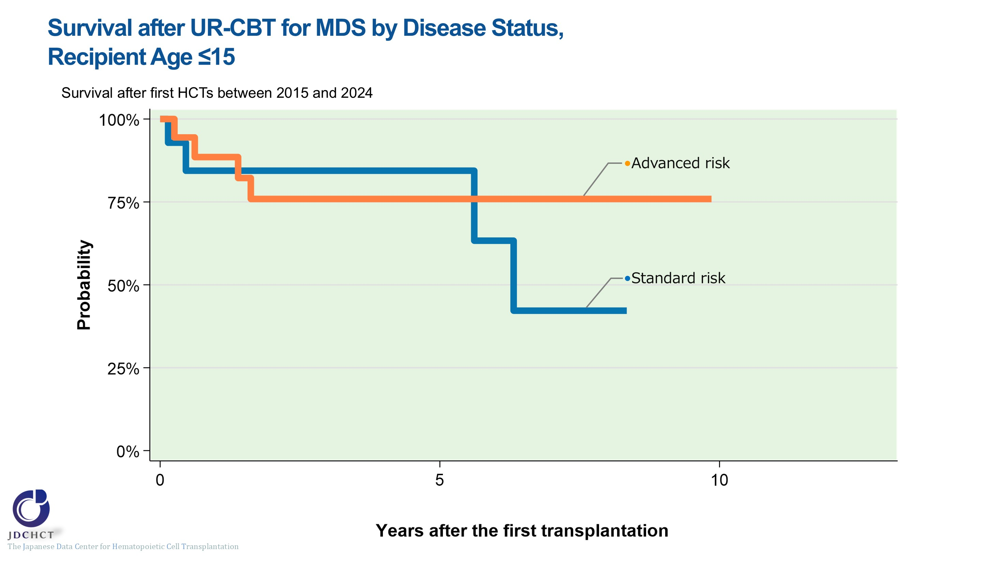 Survival after UR-CBT for MDS by Disease Status,
Recipient Age ≤15
Survival after first HCTs between 2015 and 2024
100%
75%
50%
25%
0%
Probability
Advanced risk
Standard risk
0
5
10
Years after the first transplantation
JDCHCT
The Japanese Data Center for Hematopoietic Cell Transplantation